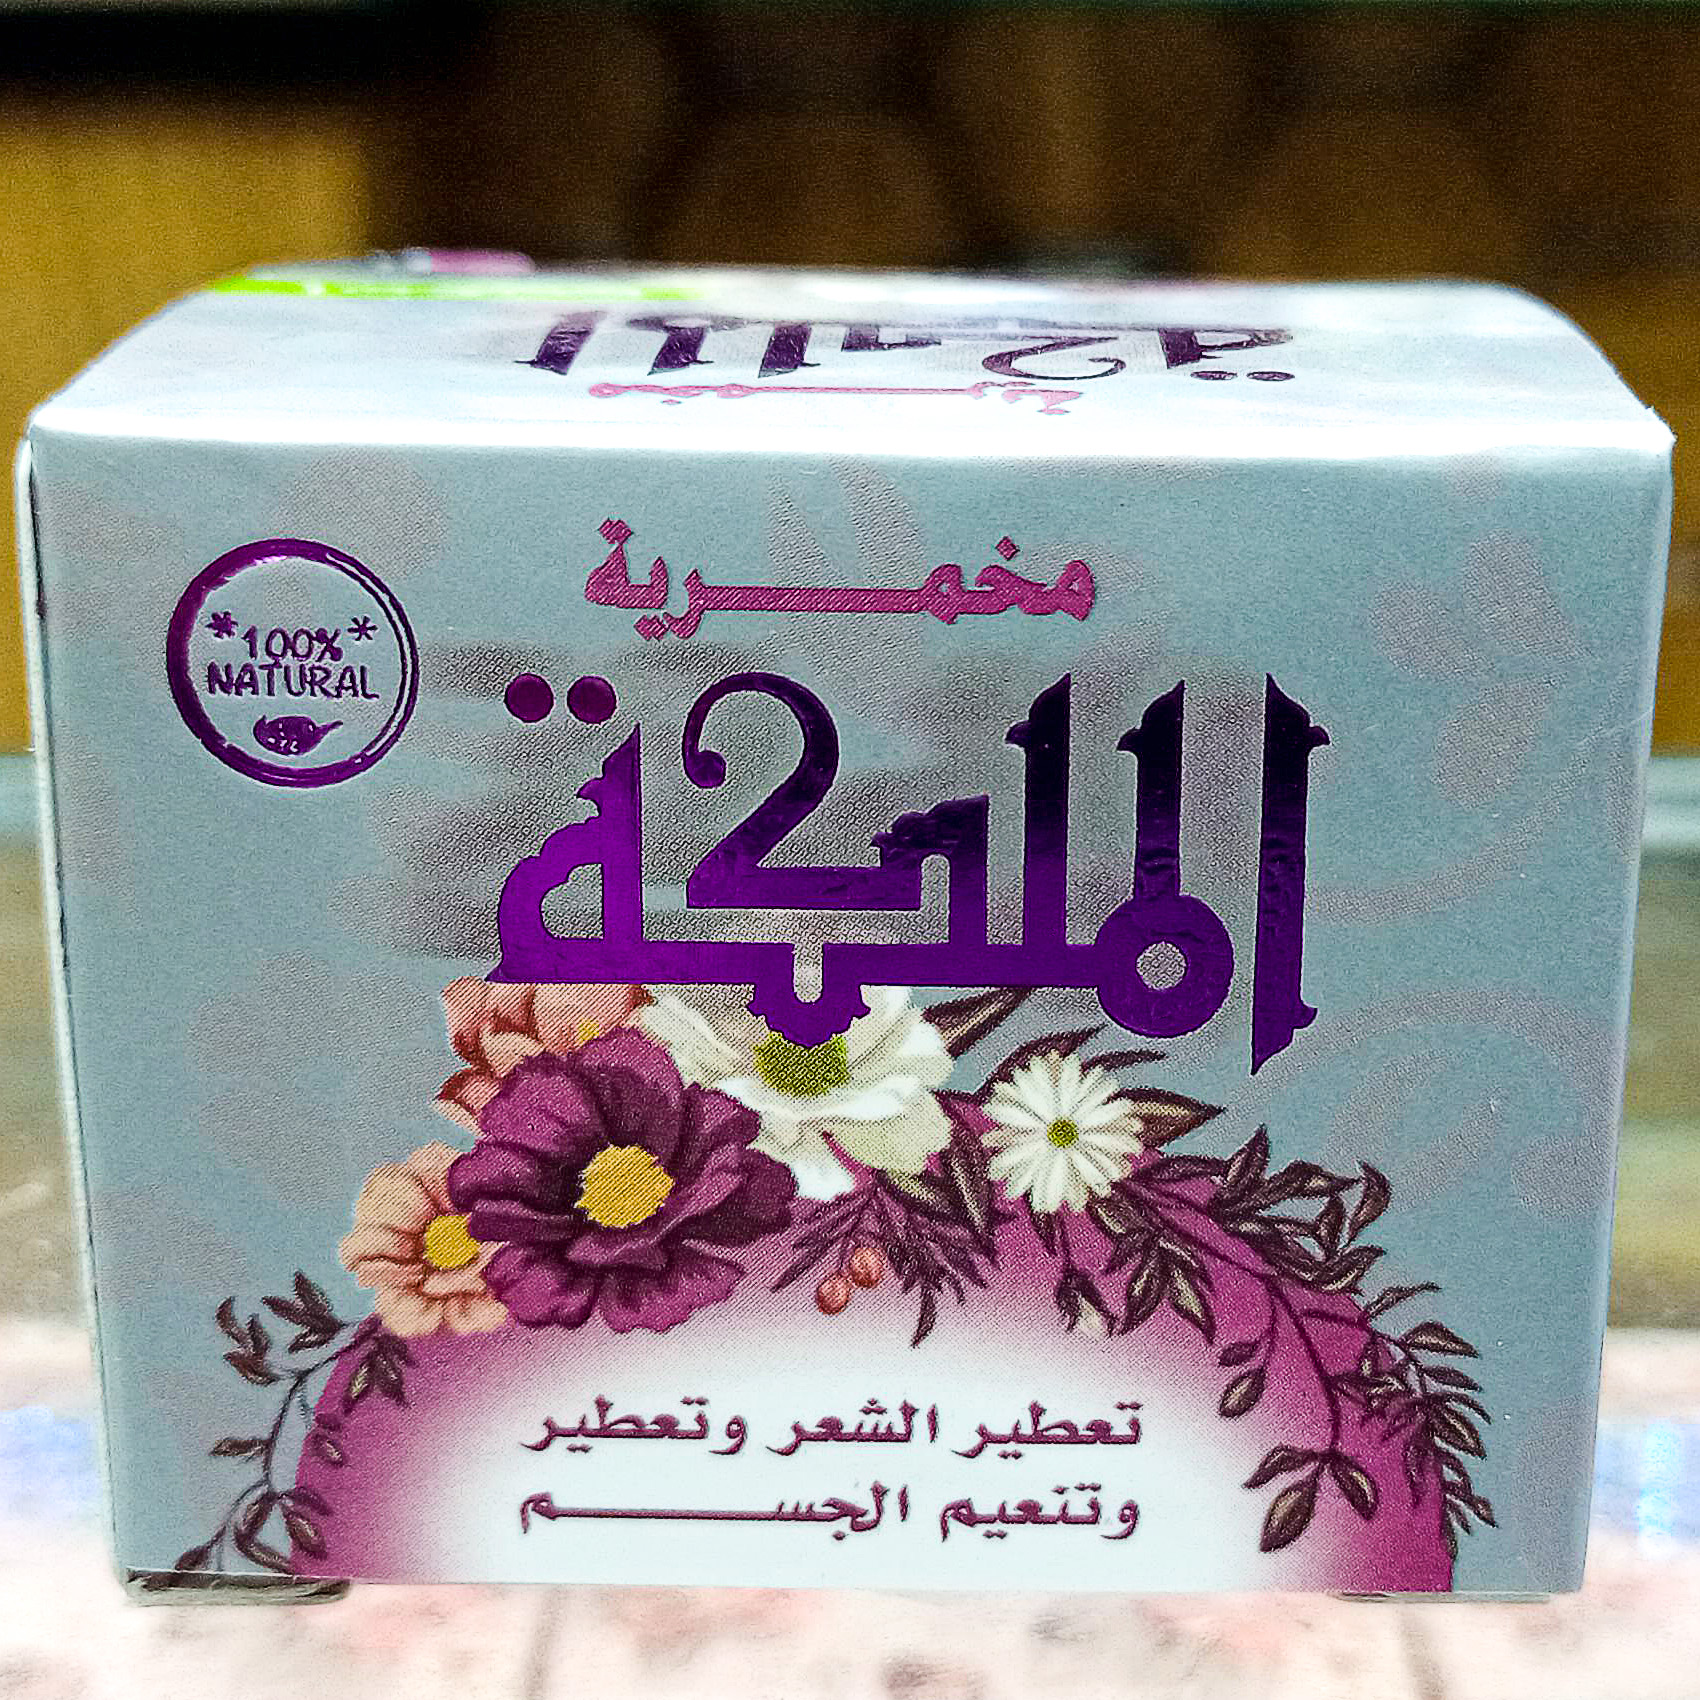 مخمرية
الملكة
*100%*
NATURAL
تعطير الشعر وتعطير
وتنعيم الجسم